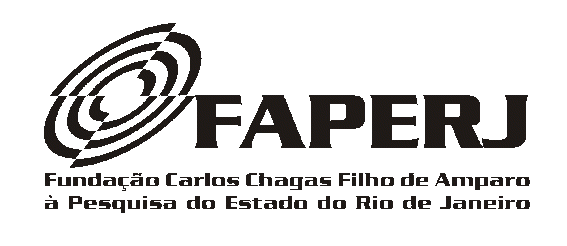 FAPERJ
Fundação Carlos Chagas Filho de Amparo
à Pesquisa do Estado do Rio de Janeiro